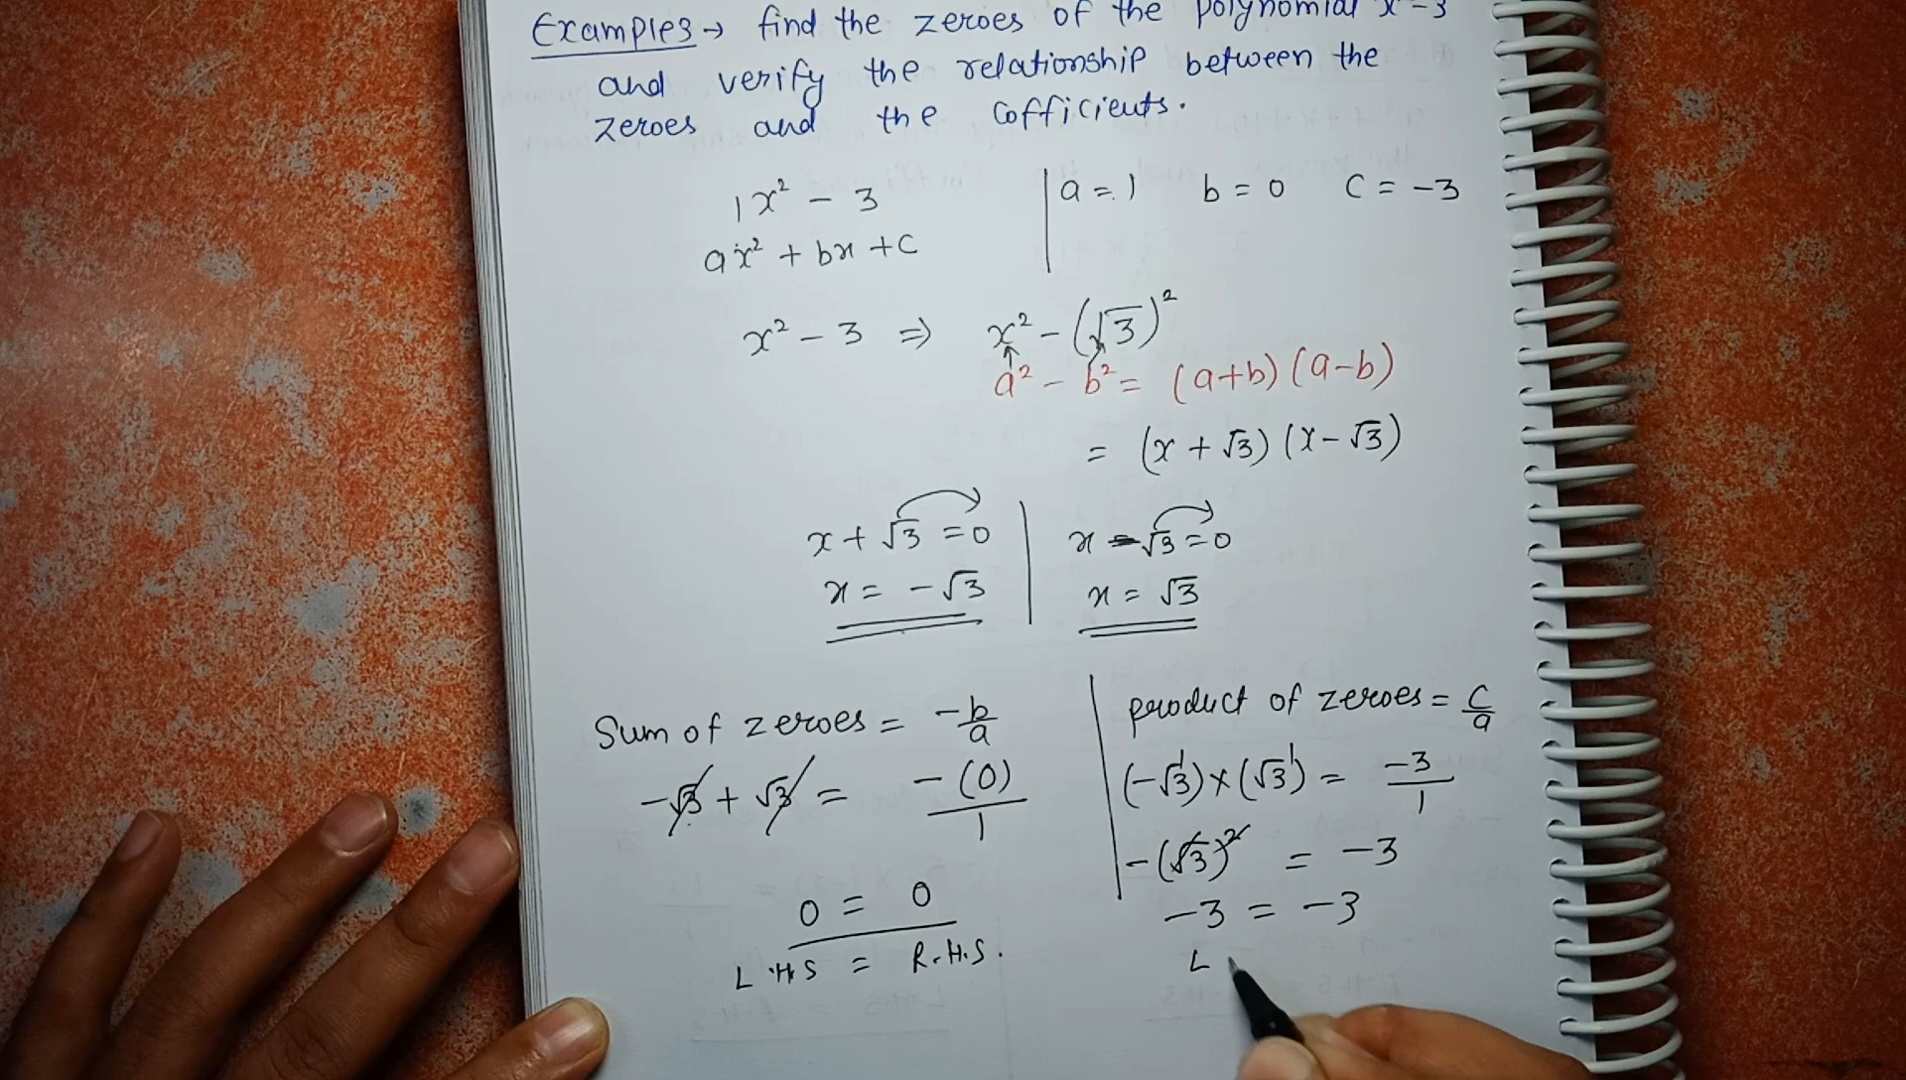 Examples → find the zeroes of the polynomial x²-3
and verify the relationship between the
zeroes and the Cofficients.
1x² - 3
ax² + bx + c
a = 1 b = 0 C = -3
x² - 3 ⇒ x² - (√3)²
a² - b² = (a+b) (a-b)
= (x + √3) (x - √3)
x + √3 = 0
x = -√3
x - √3 = 0
x = √3
Sum of zeroes = -b/a
-√3 + √3 = -(0)/1
0 = 0
L.H.S = R.H.S.
product of zeroes = c/a
(-√3) × (√3) = -3/1
-(√3)² = -3
-3 = -3
L